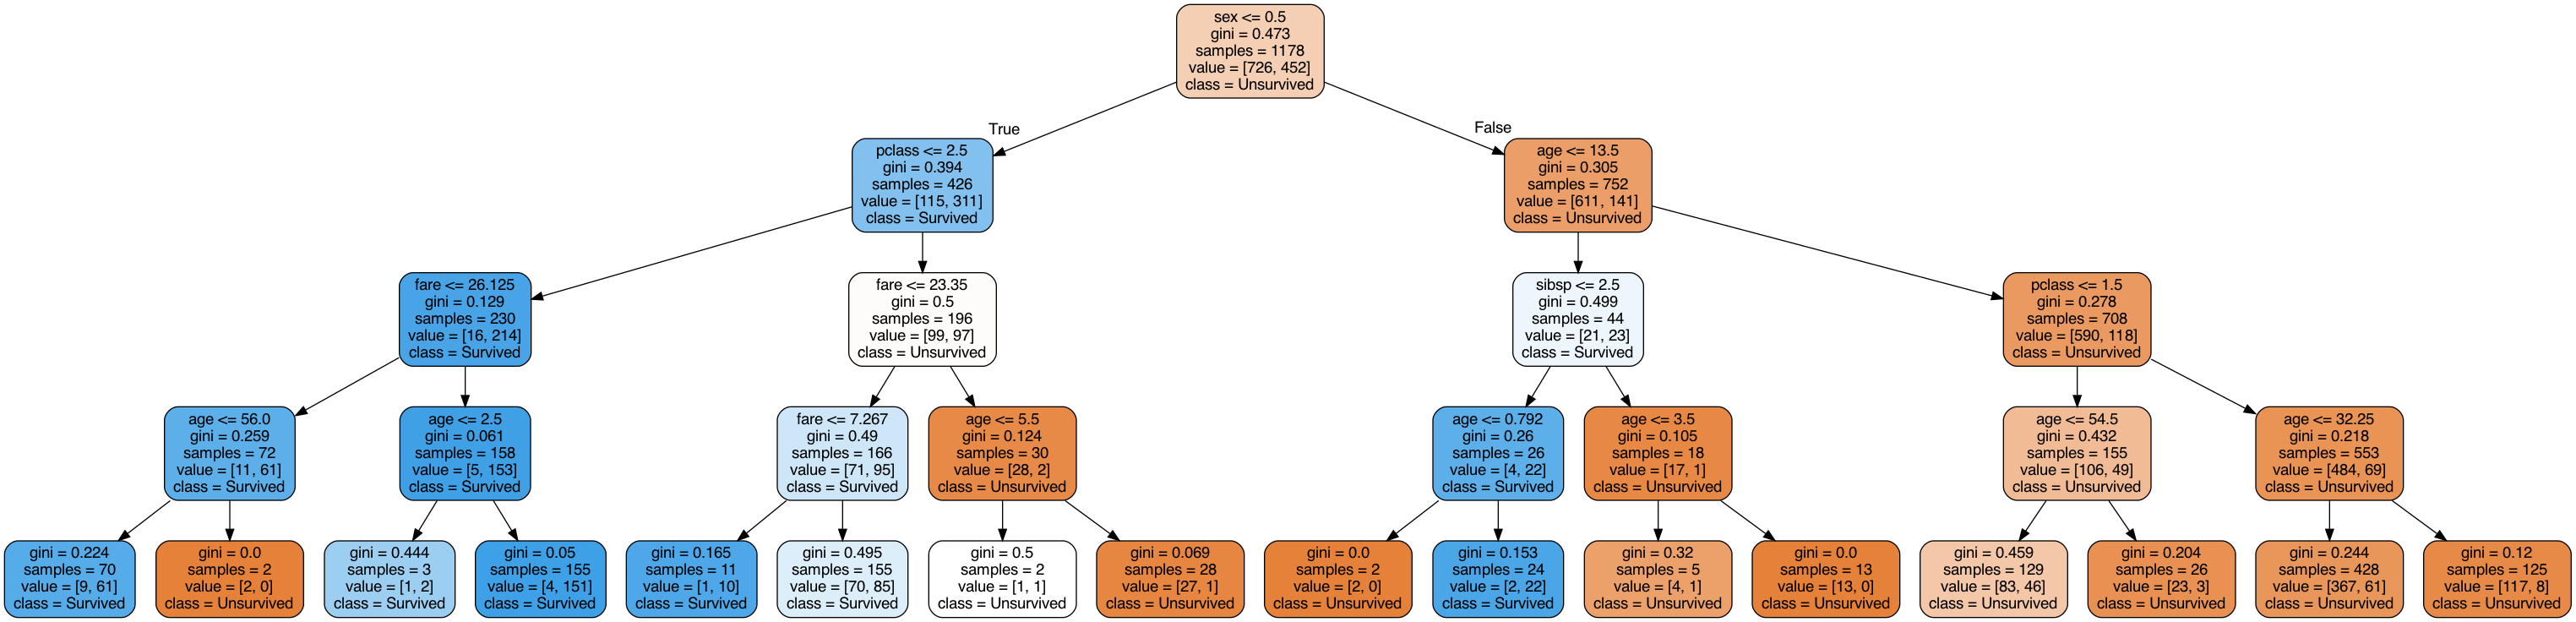 sex <= 0.5
gini = 0.473
samples = 1178
value = [726, 452]
class = Unsurvived
True
False
pclass <= 2.5
gini = 0.394
samples = 426
value = [115, 311]
class = Survived
age <= 13.5
gini = 0.305
samples = 752
value = [611, 141]
class = Unsurvived
fare <= 26.125
gini = 0.129
samples = 230
value = [16, 214]
class = Survived
fare <= 23.35
gini = 0.5
samples = 196
value = [99, 97]
class = Unsurvived
sibsp <= 2.5
gini = 0.499
samples = 44
value = [21, 23]
class = Survived
pclass <= 1.5
gini = 0.278
samples = 708
value = [590, 118]
class = Unsurvived
age <= 56.0
gini = 0.259
samples = 72
value = [11, 61]
class = Survived
age <= 2.5
gini = 0.061
samples = 158
value = [5, 153]
class = Survived
fare <= 7.267
gini = 0.49
samples = 166
value = [71, 95]
class = Survived
age <= 5.5
gini = 0.124
samples = 30
value = [28, 2]
class = Unsurvived
age <= 0.792
gini = 0.26
samples = 26
value = [4, 22]
class = Survived
age <= 3.5
gini = 0.105
samples = 18
value = [17, 1]
class = Unsurvived
age <= 54.5
gini = 0.432
samples = 155
value = [106, 49]
class = Unsurvived
age <= 32.25
gini = 0.218
samples = 553
value = [484, 69]
class = Unsurvived
gini = 0.224
samples = 70
value = [9, 61]
class = Survived
gini = 0.0
samples = 2
value = [2, 0]
class = Unsurvived
gini = 0.444
samples = 3
value = [1, 2]
class = Survived
gini = 0.05
samples = 155
value = [4, 151]
class = Survived
gini = 0.165
samples = 11
value = [1, 10]
class = Survived
gini = 0.495
samples = 155
value = [70, 85]
class = Survived
gini = 0.5
samples = 2
value = [1, 1]
class = Unsurvived
gini = 0.069
samples = 28
value = [27, 1]
class = Unsurvived
gini = 0.0
samples = 2
value = [2, 0]
class = Unsurvived
gini = 0.153
samples = 24
value = [2, 22]
class = Survived
gini = 0.32
samples = 5
value = [4, 1]
class = Unsurvived
gini = 0.0
samples = 13
value = [13, 0]
class = Unsurvived
gini = 0.459
samples = 129
value = [83, 46]
class = Unsurvived
gini = 0.204
samples = 26
value = [23, 3]
class = Unsurvived
gini = 0.244
samples = 428
value = [367, 61]
class = Unsurvived
gini = 0.12
samples = 125
value = [117, 8]
class = Unsurvived